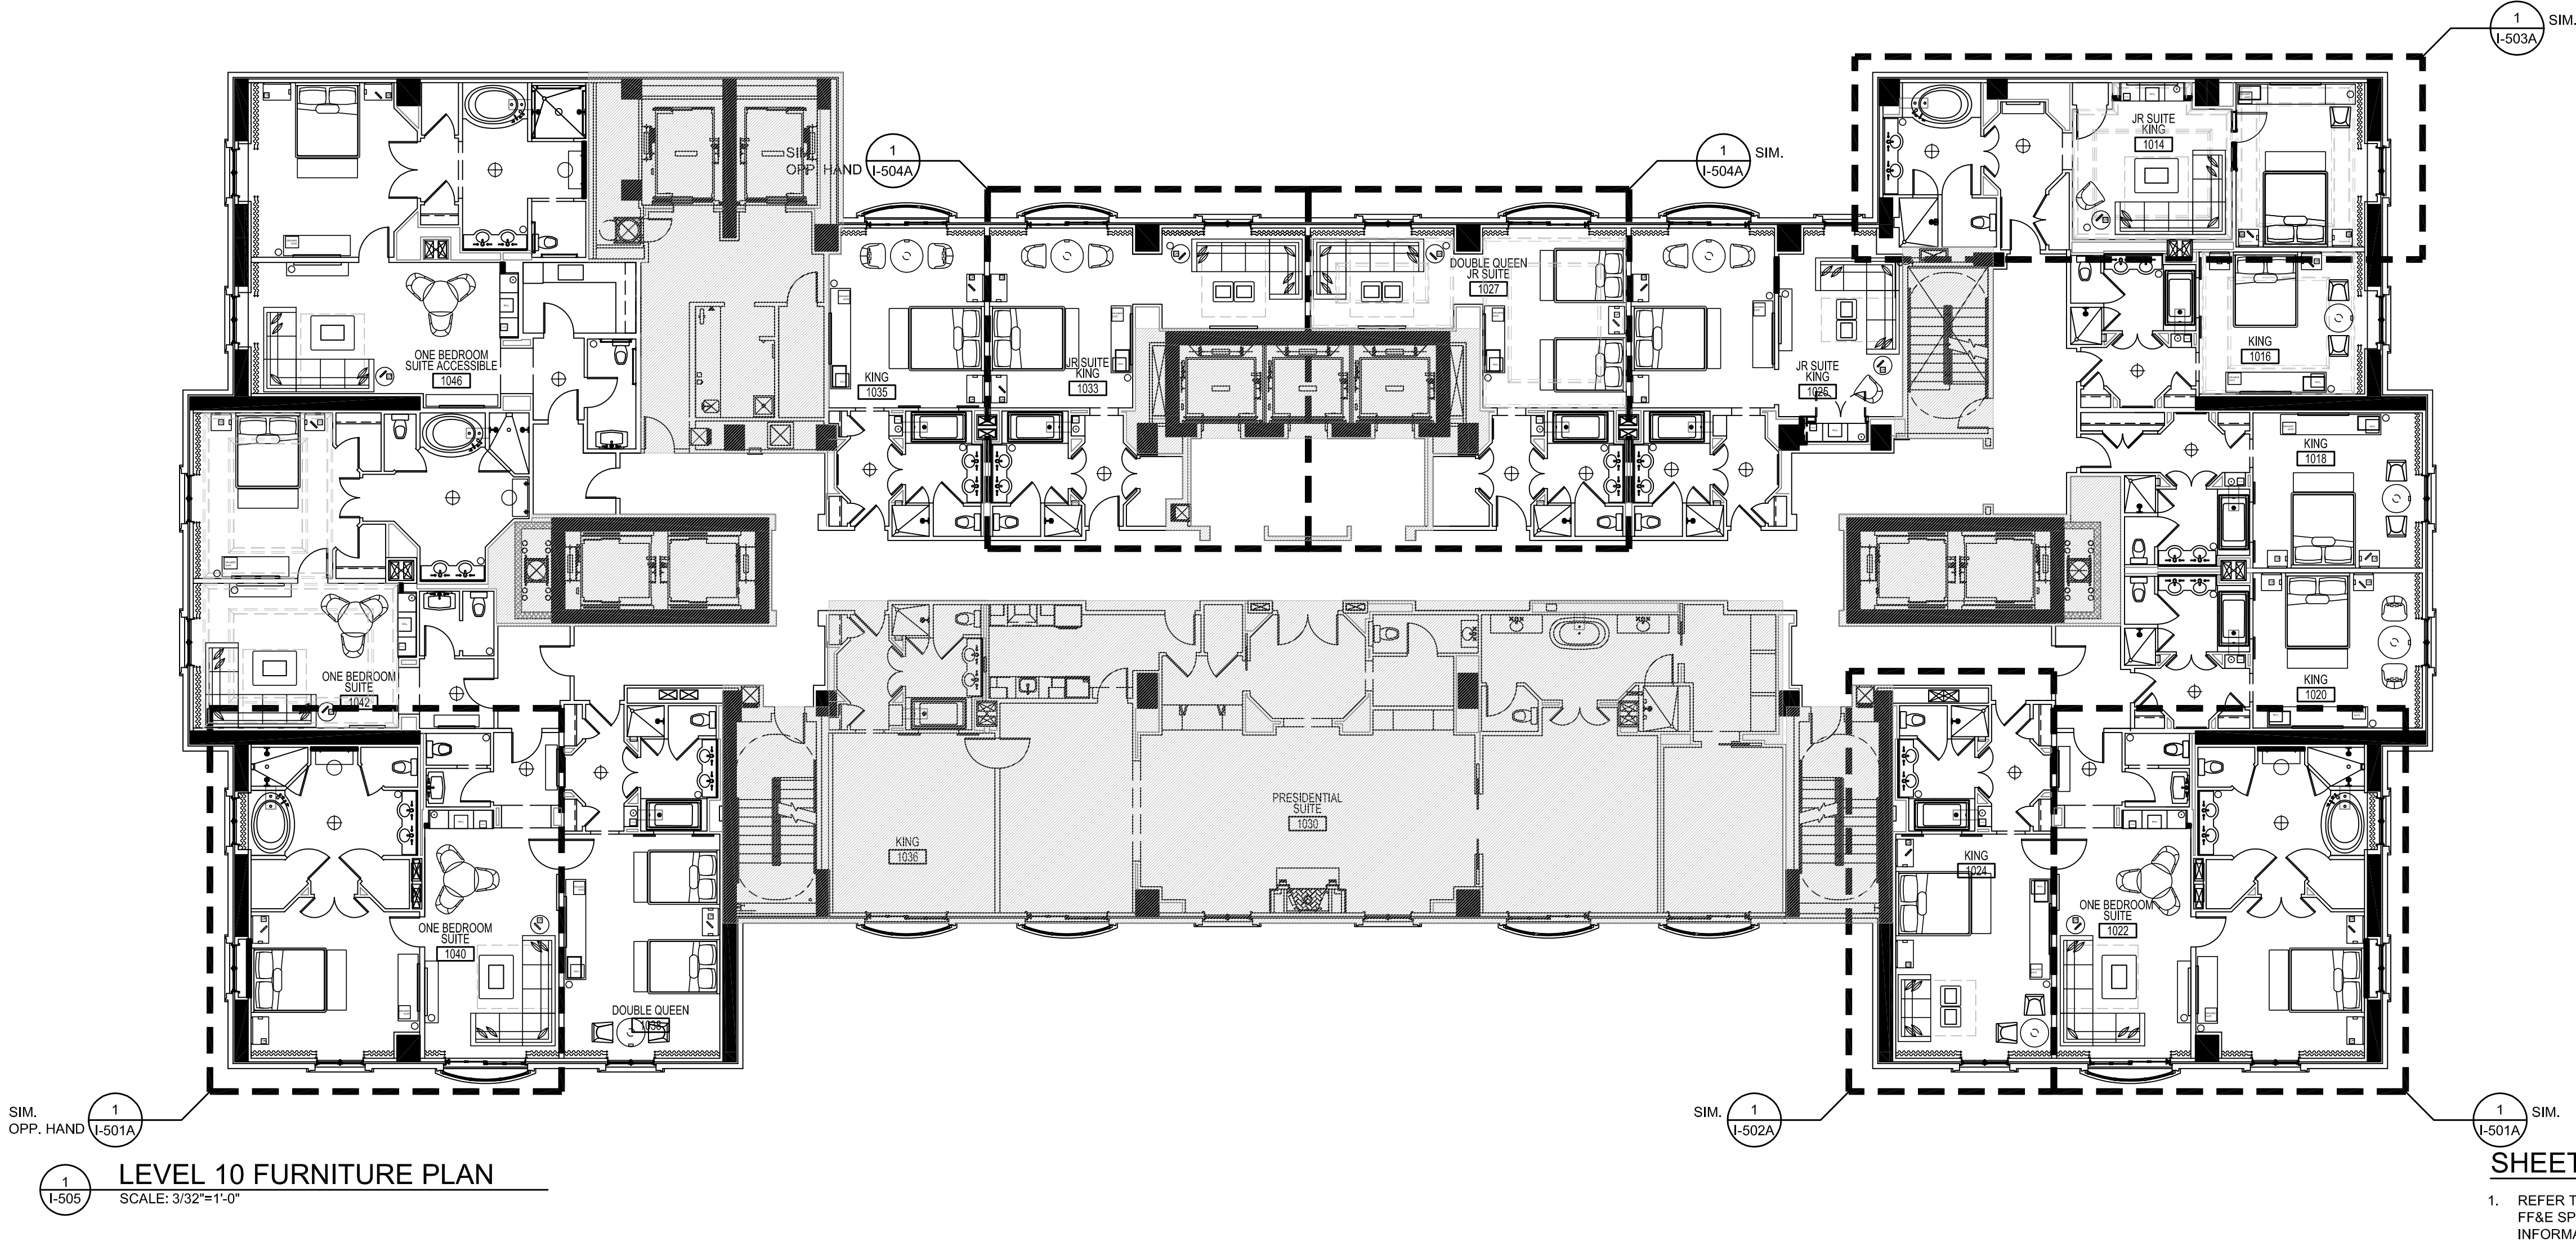 1
I-503A
SIM.
SIM.
OPP. HAND
1
I-504A
1
I-504A
SIM.
JR SUITE
KING
1014
DOUBLE QUEEN
JR SUITE
1027
ONE BEDROOM
SUITE ACCESSIBLE
1046
KING
1035
JR SUITE
KING
1033
JR SUITE
KING
1025
KING
1016
KING
1018
ONE BEDROOM
SUITE
1042
KING
1020
PRESIDENTIAL
SUITE
1030
KING
1036
KING
1024
ONE BEDROOM
SUITE
1040
ONE BEDROOM
SUITE
1022
DOUBLE QUEEN
1038
SIM.
OPP. HAND
1
I-501A
SIM.
1
I-502A
1
I-501A
SIM.
1
I-505
LEVEL 10 FURNITURE PLAN
SCALE: 3/32"=1'-0"
SHEET
1. REFER T
FF&E SP
INFORMA